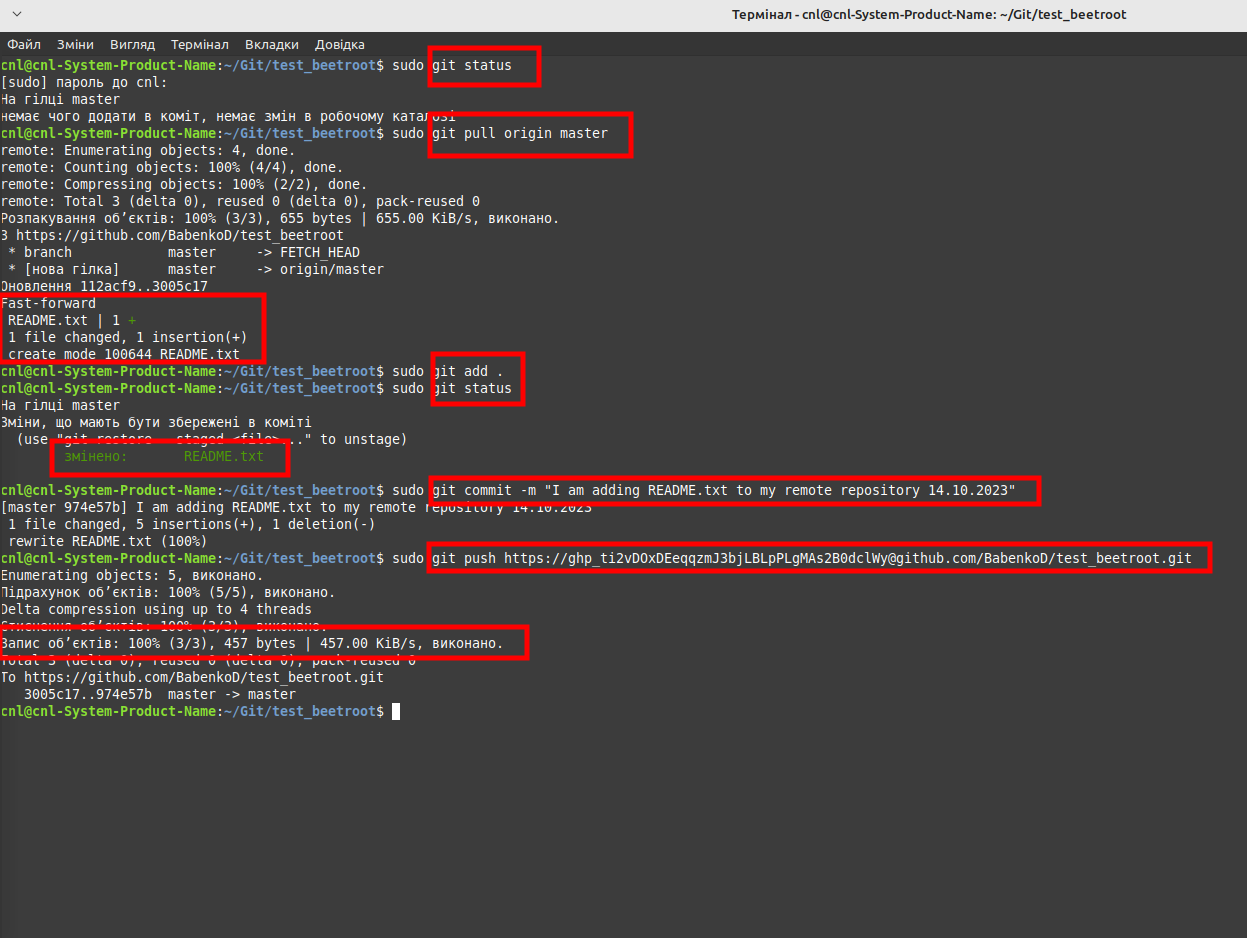 Термінал - cnl@cnl-System-Product-Name: ~/Git/test_beetroot
Файл Зміни Вигляд Термінал Вкладки Довідка
cnl@cnl-System-Product-Name:~/Git/test_beetroot$ sudo git status
[sudo] пароль до cnl:
На гілці master
немає чого додати в коміт, немає змін в робочому каталозі
cnl@cnl-System-Product-Name:~/Git/test_beetroot$ sudo git pull origin master
remote: Enumerating objects: 4, done.
remote: Counting objects: 100% (4/4), done.
remote: Compressing objects: 100% (2/2), done.
remote: Total 3 (delta 0), reused 0 (delta 0), pack-reused 0
Розпакування об’єктів: 100% (3/3), 655 bytes | 655.00 KiB/s, виконано.
З https://github.com/BabenkoD/test_beetroot
 * branch            master     -> FETCH_HEAD
 * [нова гілка]      master     -> origin/master
Оновлення 112acf9..3005c17
Fast-forward
 README.txt | 1 +
 1 file changed, 1 insertion(+)
 create mode 100644 README.txt
cnl@cnl-System-Product-Name:~/Git/test_beetroot$ sudo git add .
cnl@cnl-System-Product-Name:~/Git/test_beetroot$ sudo git status
На гілці master
Зміни, що мають бути збережені в коміті
  (use "git restore --staged <file>..." to unstage)
        змінено:       README.txt
cnl@cnl-System-Product-Name:~/Git/test_beetroot$ sudo git commit -m "I am adding README.txt to my remote repository 14.10.2023"
[master 974e57b] I am adding README.txt to my remote repository 14.10.2023
 1 file changed, 5 insertions(+), 1 deletion(-)
 rewrite README.txt (100%)
cnl@cnl-System-Product-Name:~/Git/test_beetroot$ sudo git push https://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@github.com/BabenkoD/test_beetroot.git
Enumerating objects: 5, виконано.
Підрахунок об’єктів: 100% (5/5), виконано.
Delta compression using up to 4 threads
Стиснення об’єктів: 100% (3/3), виконано.
Запис об’єктів: 100% (3/3), 457 bytes | 457.00 KiB/s, виконано.
Total 3 (delta 0), reused 0 (delta 0), pack-reused 0
To https://github.com/BabenkoD/test_beetroot.git
   3005c17..974e57b  master -> master
cnl@cnl-System-Product-Name:~/Git/test_beetroot$